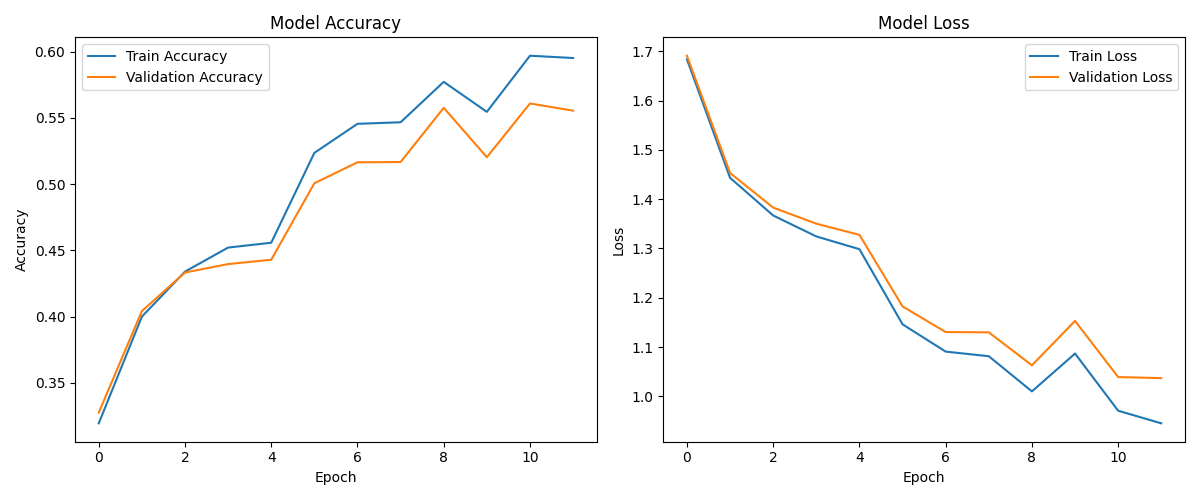 Model Accuracy
Train Accuracy
Validation Accuracy
Accuracy
0.60
0.55
0.50
0.45
0.40
0.35
0 2 4 6 8 10
Epoch
Model Loss
Train Loss
Validation Loss
Loss
1.7
1.6
1.5
1.4
1.3
1.2
1.1
1.0
0 2 4 6 8 10
Epoch